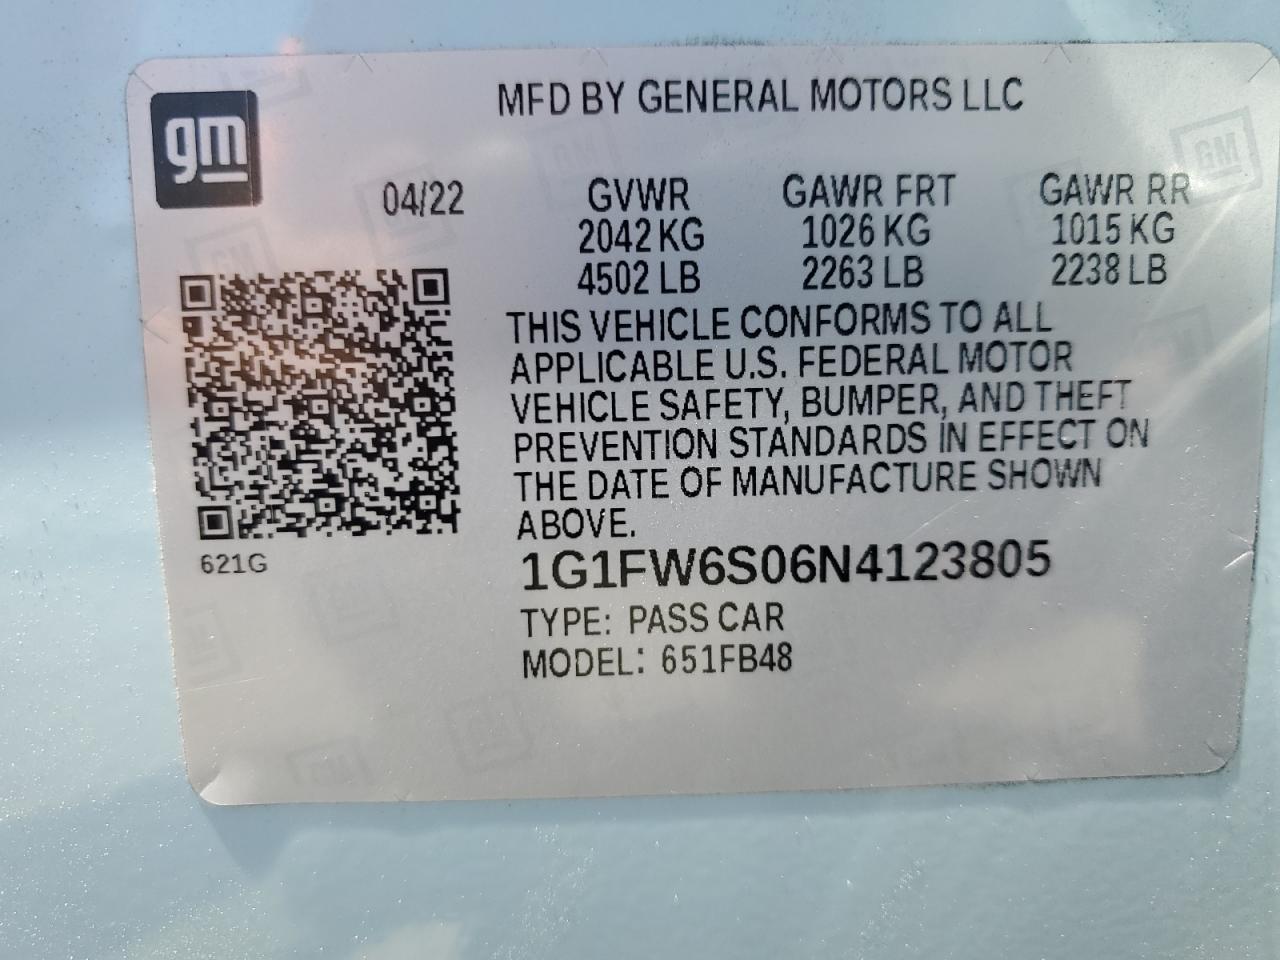 MFD BY GENERAL MOTORS LLC
gm
GM
04/22 GVWR GAWR FRT GAWR RR
2042 KG 1026 KG 1015 KG
4502 LB 2263 LB 2238 LB
THIS VEHICLE CONFORMS TO ALL
APPLICABLE U.S. FEDERAL MOTOR
VEHICLE SAFETY, BUMPER, AND THEFT
PREVENTION STANDARDS IN EFFECT ON
THE DATE OF MANUFACTURE SHOWN
ABOVE.
621G
1G1FW6S06N4123805
TYPE: PASS CAR
MODEL: 651FB48